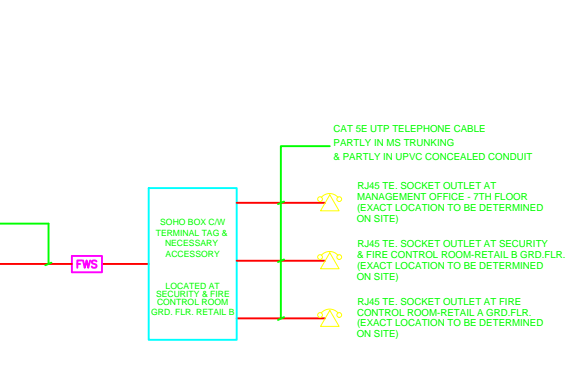 CAT 5E UTP TELEPHONE CABLE
PARTLY IN MS TRUNKING
& PARTLY IN UPVC CONCEALED CONDUIT
RJ45 TE. SOCKET OUTLET AT
MANAGEMENT OFFICE - 7TH FLOOR
(EXACT LOCATION TO BE DETERMINED
ON SITE)
SOHO BOX C/W
TERMINAL TAG &
NECESSARY
ACCESSORY
LOCATED AT
SECURITY & FIRE
CONTROL ROOM
GRD. FLR. RETAIL B
FWS
RJ45 TE. SOCKET OUTLET AT SECURITY
& FIRE CONTROL ROOM-RETAIL B GRD.FLR.
(EXACT LOCATION TO BE DETERMINED
ON SITE)
RJ45 TE. SOCKET OUTLET AT FIRE
CONTROL ROOM-RETAIL A GRD.FLR.
(EXACT LOCATION TO BE DETERMINED
ON SITE)